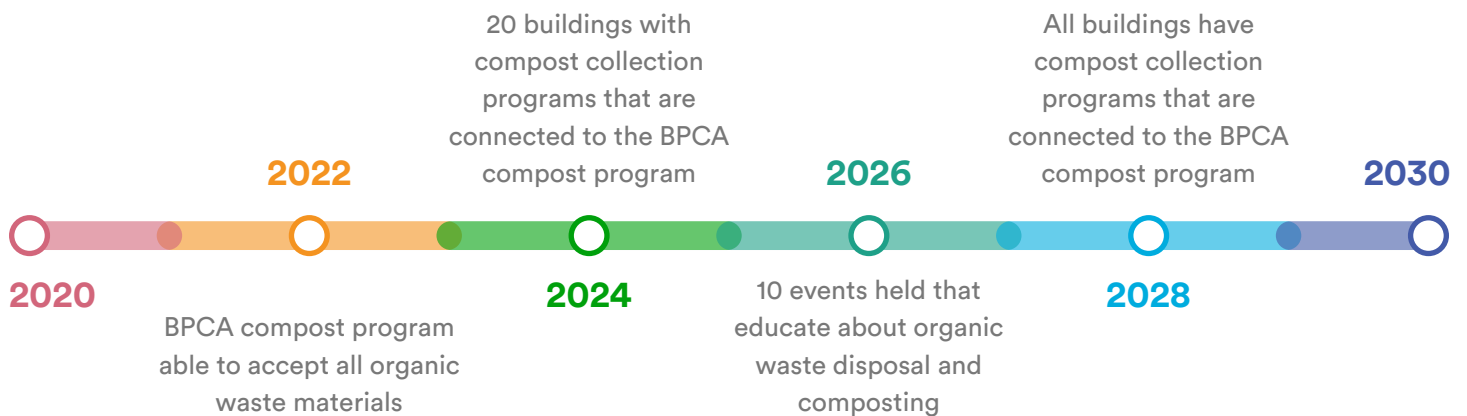 20 buildings with
compost collection
programs that are
connected to the BPCA
compost program
All buildings have
compost collection
programs that are
connected to the BPCA
compost program
2022
2026
2030
2020
2024
2028
BPCA compost program
able to accept all organic
waste materials
10 events held that
educate about organic
waste disposal and
composting